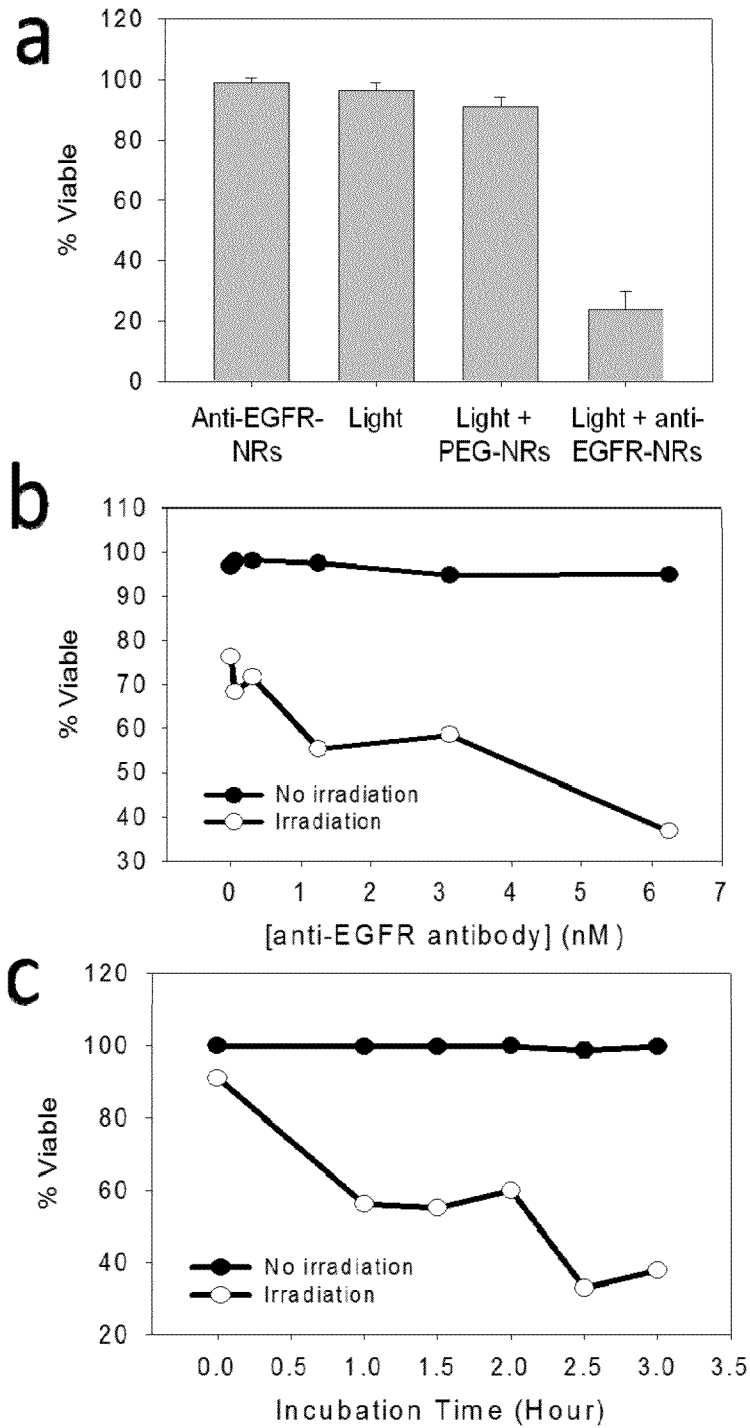 a
120
100
80
60
40
20
0
% Viable
Anti-EGFR-
NRs
Light
Light +
PEG-NRs
Light + anti-
EGFR-NRs
b
110
100
90
80
70
60
50
40
30
% Viable
No irradiation
Irradiation
0 1 2 3 4 5 6 7
[anti-EGFR antibody] (nM)
c
120
100
80
60
40
20
% Viable
No irradiation
Irradiation
0.0 0.5 1.0 1.5 2.0 2.5 3.0 3.5
Incubation Time (Hour)